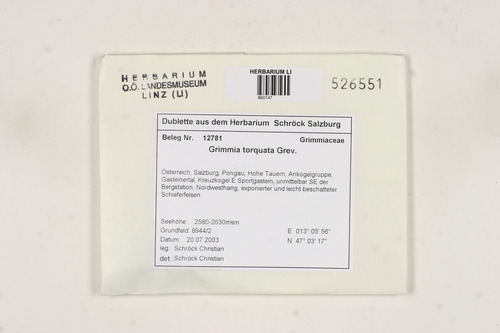 HERBARIUM
O.Ö. LANDESMUSEUM
LINZ (LI)
HERBARIUM LI
860147
526551
Dublette aus dem Herbarium Schröck Salzburg
Beleg Nr. 12781 Grimmiaceae
Grimmia torquata Grev.
Österreich, Salzburg, Pongau, Hohe Tauern, Ankogelgruppe,
Gasteinertal, Kreuzkogel E Sportgastein, unmittelbar SE der
Bergstation, Nordwesthang, exponierter und leicht beschatteter
Schieferfelsen.
Seehöhe: 2580-2630msm
Grundfeld: 8944/2 E 013° 05' 56"
Datum: 20.07.2003 N 47° 03' 17"
leg.: Schröck Christian
det.: Schröck Christian